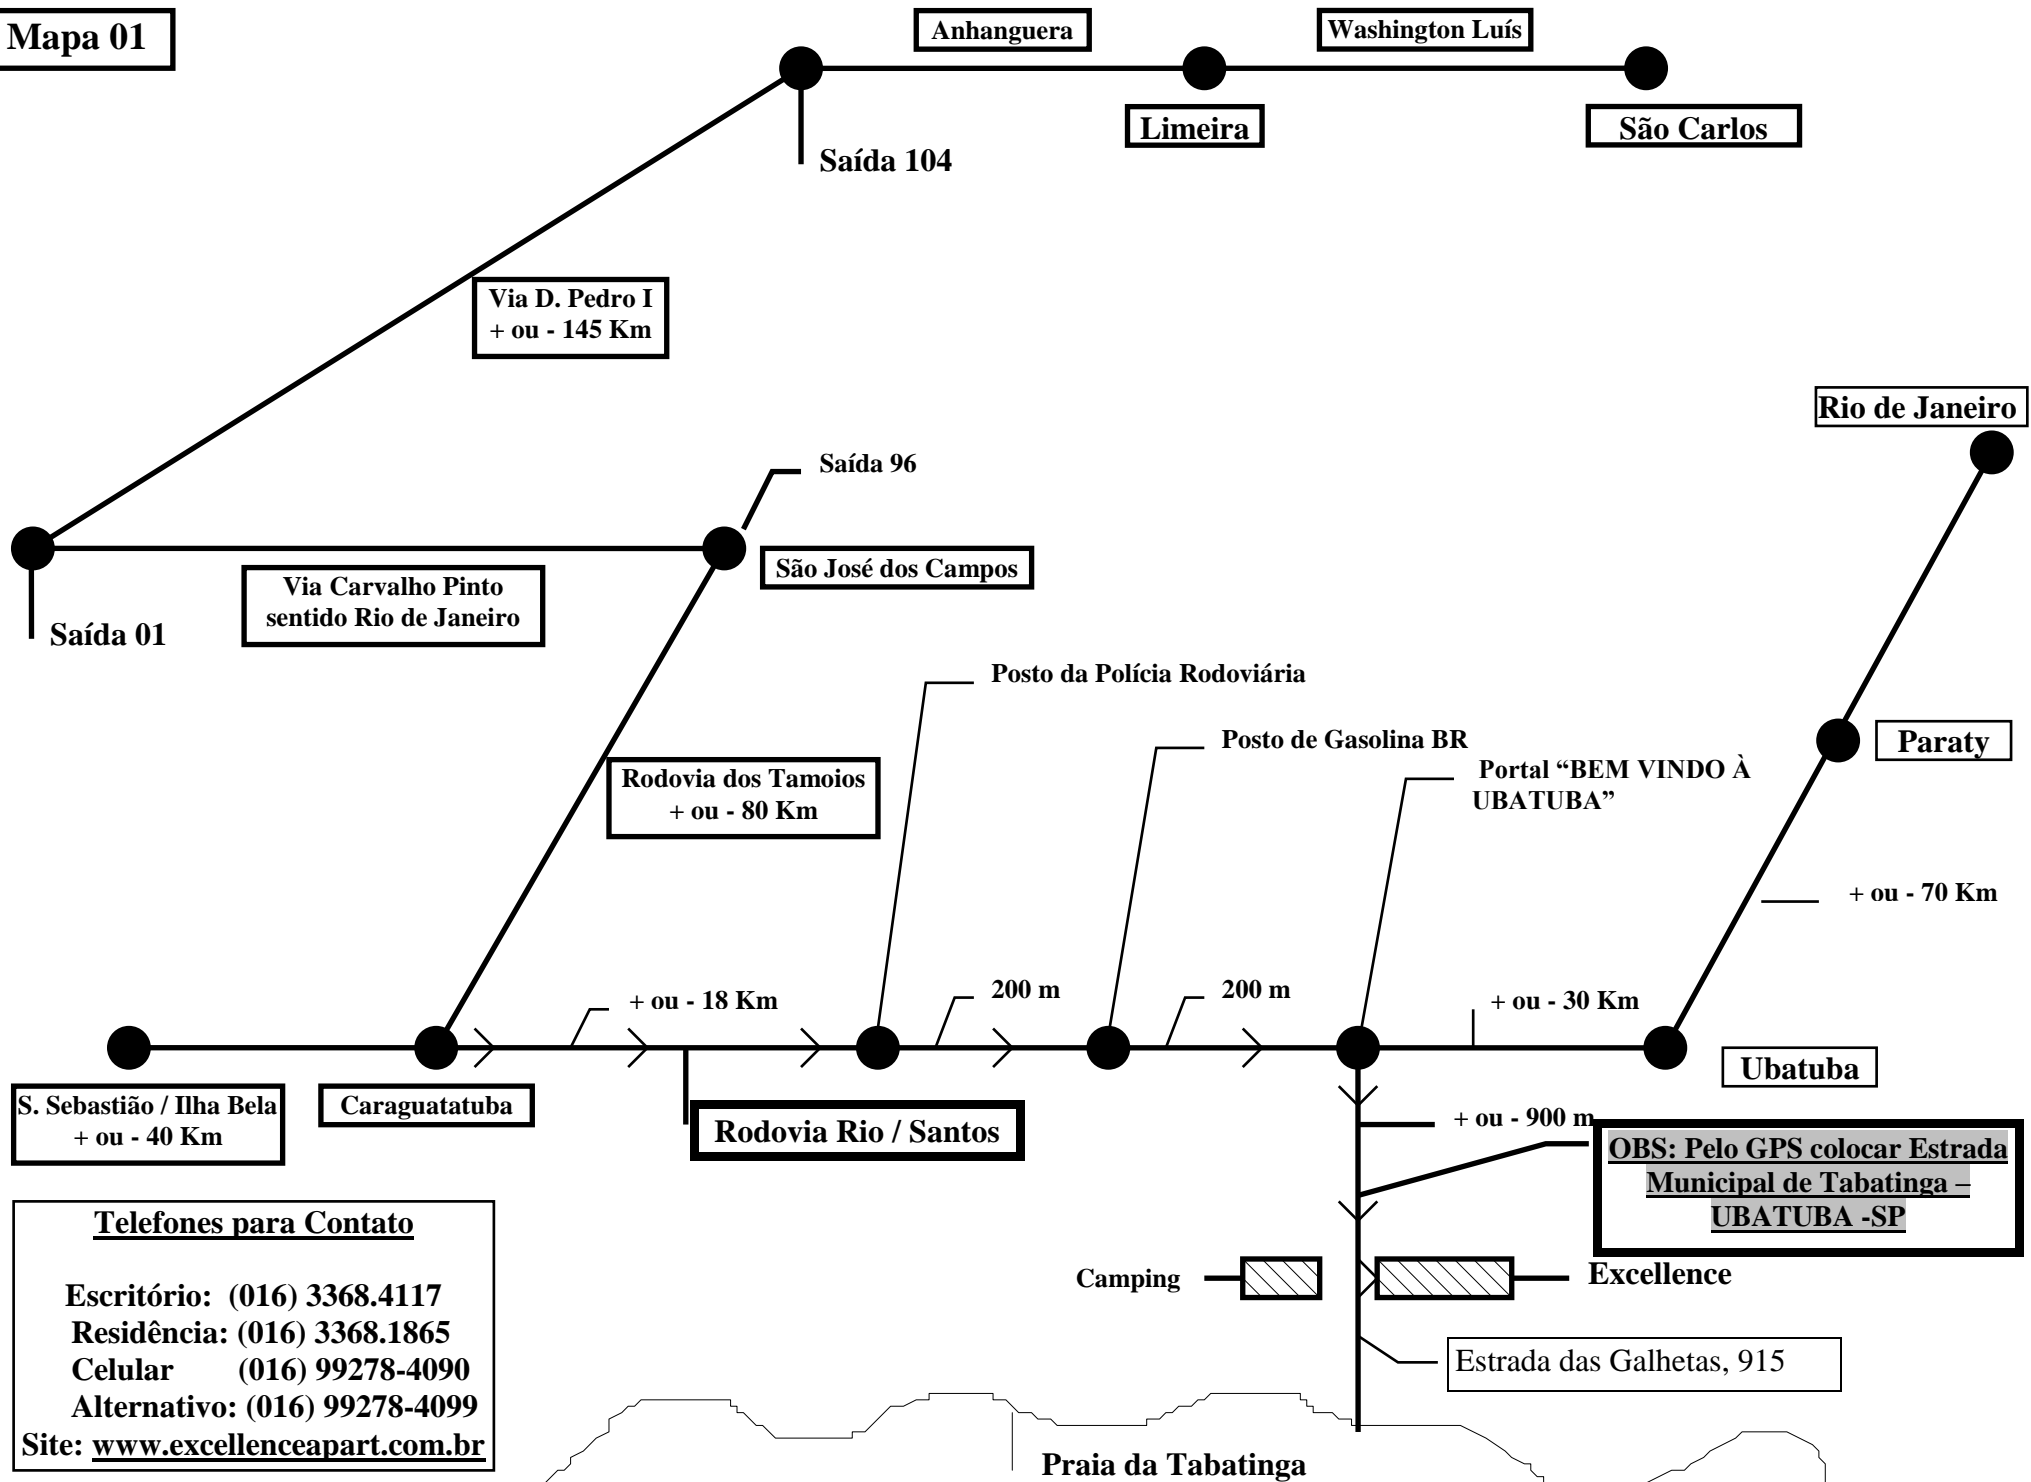 Mapa 01
Anhanguera
Washington Luís
Limeira
São Carlos
Saída 104
Via D. Pedro I
+ ou - 145 Km
Rio de Janeiro
Saída 96
São José dos Campos
Via Carvalho Pinto
sentido Rio de Janeiro
Saída 01
Posto da Polícia Rodoviária
Posto de Gasolina BR
Portal “BEM VINDO À
UBATUBA”
Paraty
Rodovia dos Tamoios
+ ou - 80 Km
+ ou - 70 Km
+ ou - 18 Km
200 m
200 m
+ ou - 30 Km
Ubatuba
S. Sebastião / Ilha Bela
+ ou - 40 Km
Caraguatatuba
Rodovia Rio / Santos
+ ou - 900 m
OBS: Pelo GPS colocar Estrada
Municipal de Tabatinga –
UBATUBA -SP
Telefones para Contato
Escritório: (016) 3368.4117
Residência: (016) 3368.1865
Celular (016) 99278-4090
Alternativo: (016) 99278-4099
Site: www.excellenceapart.com.br
Camping
Excellence
Estrada das Galhetas, 915
Praia da Tabatinga